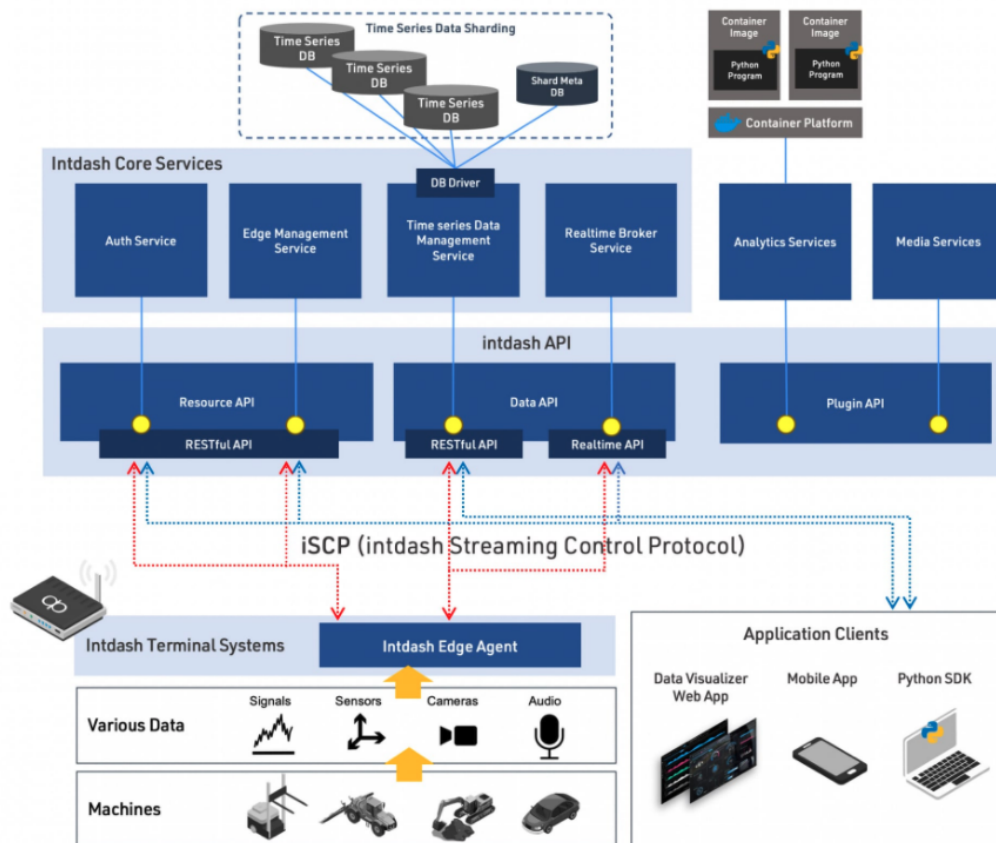 Time Series Data Sharding
Time Series
DB
Time Series
DB
Time Series
DB
Shard Meta
DB
Container
Image
Python
Program
Container
Image
Python
Program
Container Platform
Intdash Core Services
DB Driver
Auth Service
Edge Management
Service
Time series Data
Management
Service
Realtime Broker
Service
Analytics Services
Media Services
intdash API
Resource API
RESTful API
Data API
RESTful API
Realtime API
Plugin API
iSCP (intdash Streaming Control Protocol)
Intdash Terminal Systems
Intdash Edge Agent
Various Data
Signals
Sensors
Cameras
Audio
Machines
Application Clients
Data Visualizer
Web App
Mobile App
Python SDK